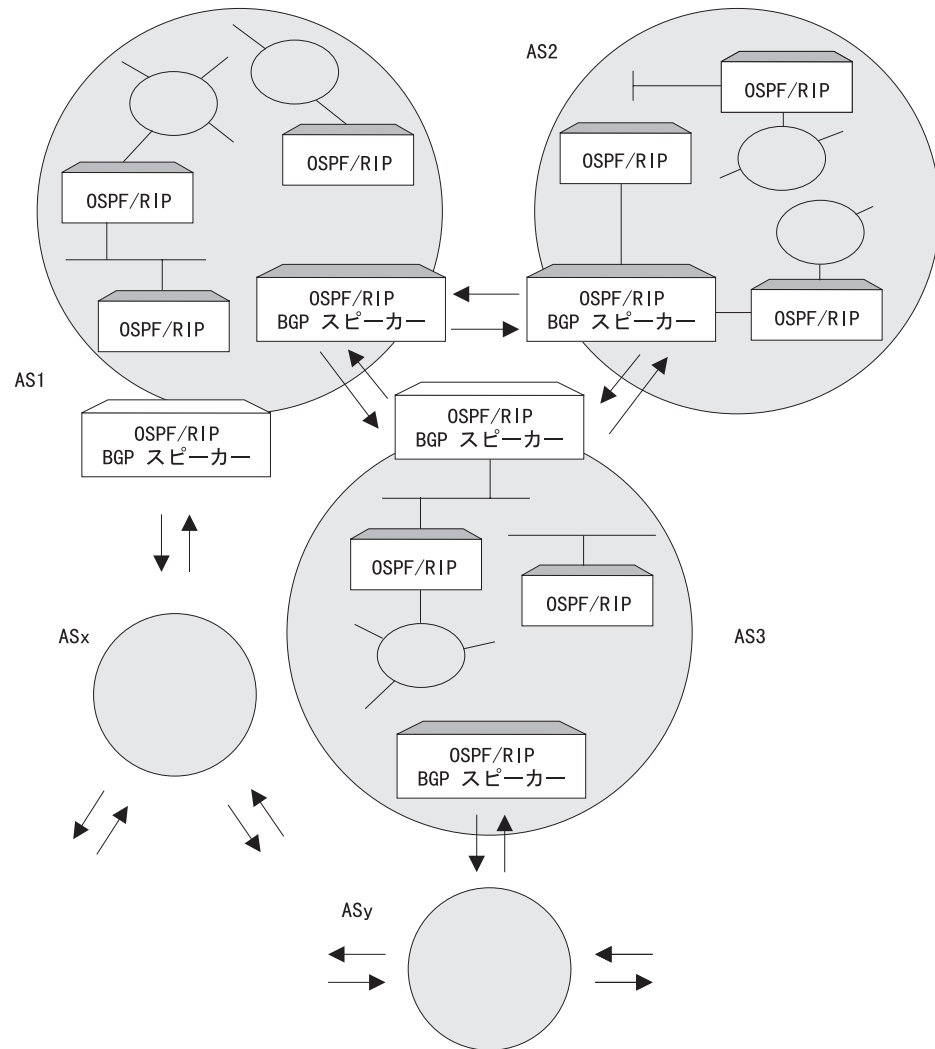 AS2
OSPF/RIP
OSPF/RIP
OSPF/RIP
OSPF/RIP
OSPF/RIP
BGP スピーカー
OSPF/RIP
BGP スピーカー
OSPF/RIP
OSPF/RIP
AS1
OSPF/RIP
BGP スピーカー
OSPF/RIP
BGP スピーカー
OSPF/RIP
OSPF/RIP
ASx
AS3
OSPF/RIP
BGP スピーカー
ASy